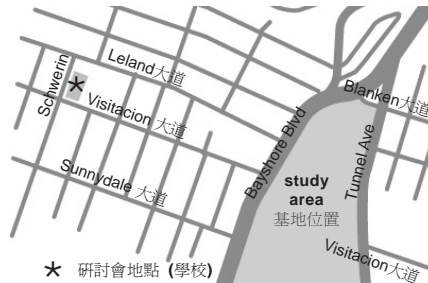 Leland大道
Schwerin
Visitacion 大道
Sunnydale 大道
Bayshore Blvd
Blanken大道
Tunnel Ave
study
area
基地位置
Visitacion大道
* 研討會地點 (學校)